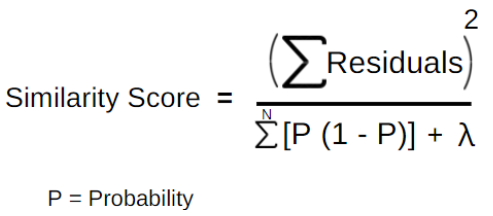 2
(∑Residuals)
Similarity Score =
N
∑[P (1 - P)] + λ
P = Probability